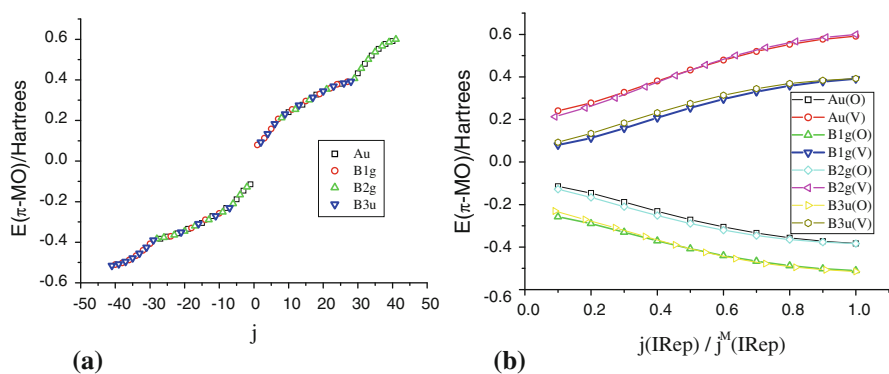 0.6
0.4
0.2
0.0
-0.2
-0.4
-0.6
E(π-MO)/Hartrees
-50 -40 -30 -20 -10 0 10 20 30 40 50
j
Au
B1g
B2g
B3u
(a)
0.6
0.4
0.2
0.0
-0.2
-0.4
-0.6
E(π-MO)/Hartrees
0.0 0.2 0.4 0.6 0.8 1.0
j(IRep) / j^M(IRep)
Au(O)
Au(V)
B1g(O)
B1g(V)
B2g(O)
B2g(V)
B3u(O)
B3u(V)
(b)